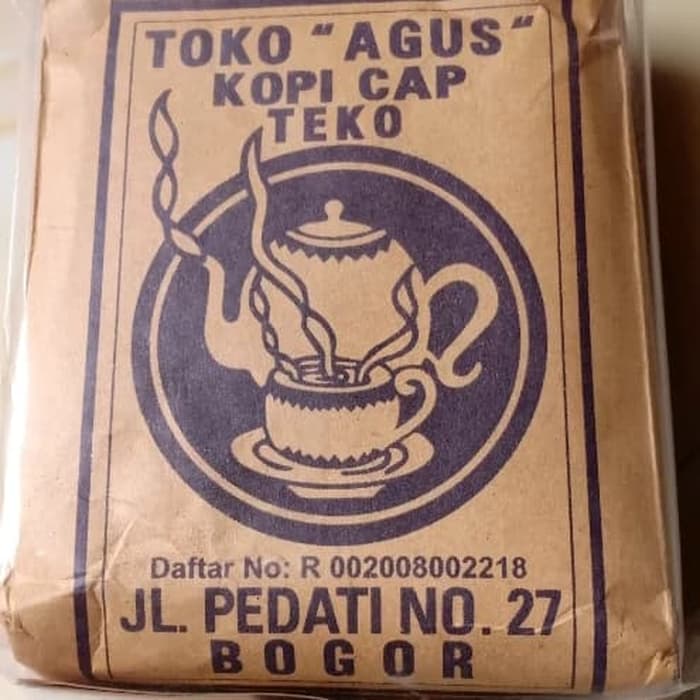 TOKO "AGUS"
KOPI CAP
TEKO
Daftar No: R 002008002218
JL. PEDATI NO. 27
BOGOR